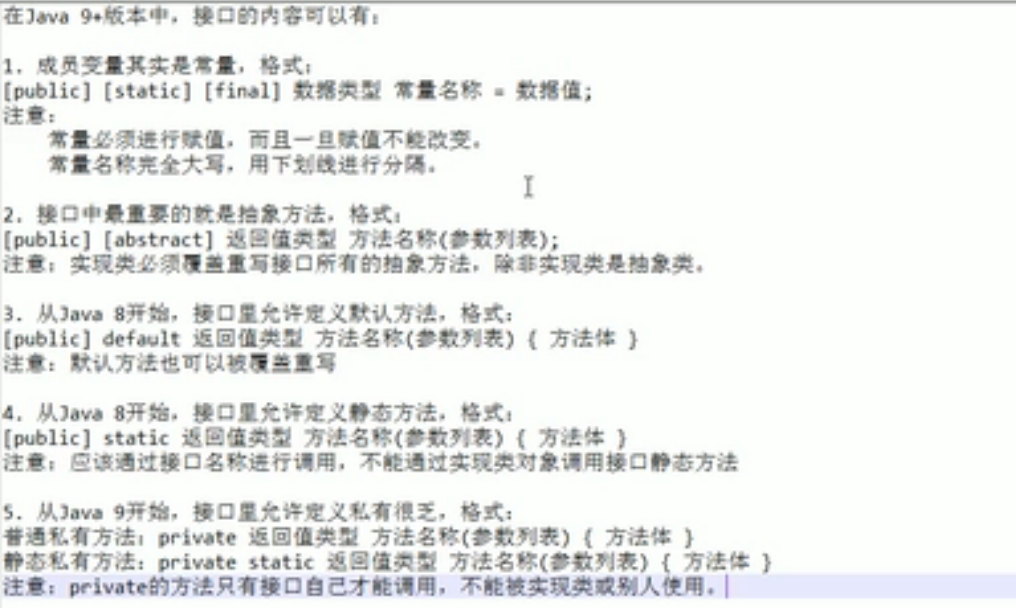 在Java 9+版本中，接口的内容可以有：
1. 成员变量其实是常量，格式：
[public] [static] [final] 数据类型 常量名称 = 数据值;
注意：
常量必须进行赋值，而且一旦赋值不能改变。
常量名称完全大写，用下划线进行分隔。
2. 接口中最重要的就是抽象方法，格式：
[public] [abstract] 返回值类型 方法名称(参数列表);
注意：实现类必须覆盖重写接口所有的抽象方法，除非实现类是抽象类。
3. 从Java 8开始，接口里允许定义默认方法，格式：
[public] default 返回值类型 方法名称(参数列表) { 方法体 }
注意：默认方法也可以被覆盖重写
4. 从Java 8开始，接口里允许定义静态方法，格式：
[public] static 返回值类型 方法名称(参数列表) { 方法体 }
注意：应该通过接口名称进行调用，不能通过实现类对象调用接口静态方法
5. 从Java 9开始，接口里允许定义私有很乏，格式：
普通私有方法：private 返回值类型 方法名称(参数列表) { 方法体 }
静态私有方法：private static 返回值类型 方法名称(参数列表) { 方法体 }
注意：private的方法只有接口自己才能调用，不能被实现类或别人使用。